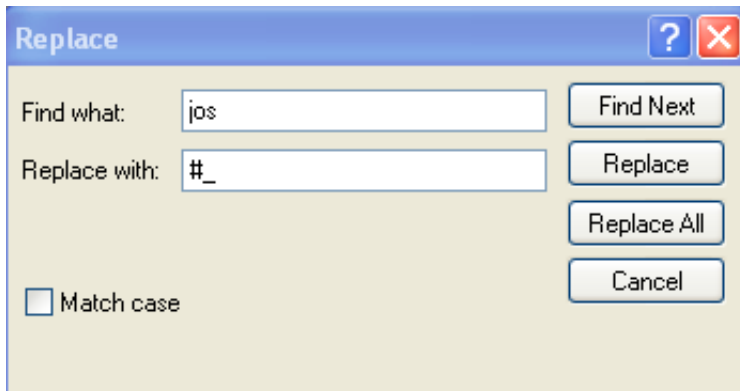 Replace
Find what: jos Find Next
Replace with: #_ Replace
Replace All
Match case Cancel